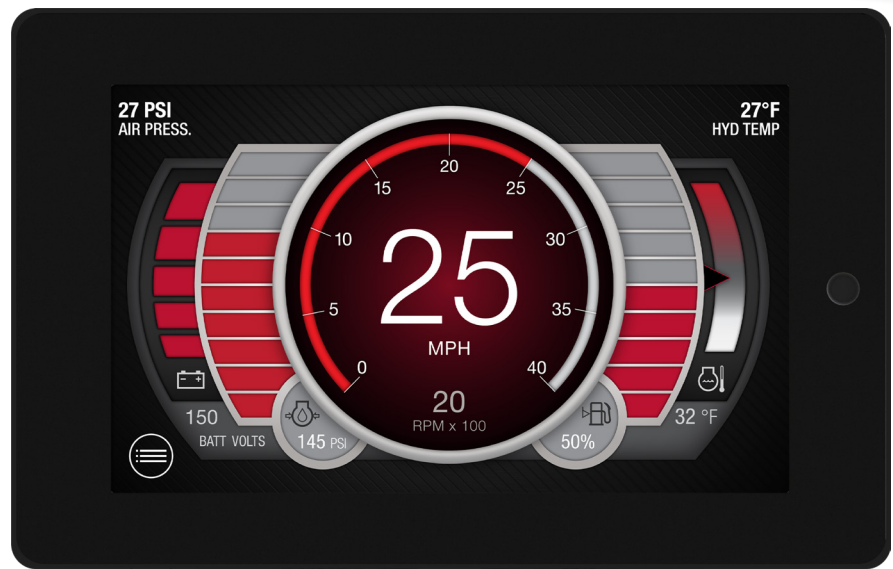 27 PSI
AIR PRESS.
27°F
HYD TEMP
20
15
25
10
30
25
5
35
MPH
0
40
20
RPM x 100
150
BATT VOLTS
145 PSI
50%
32 °F